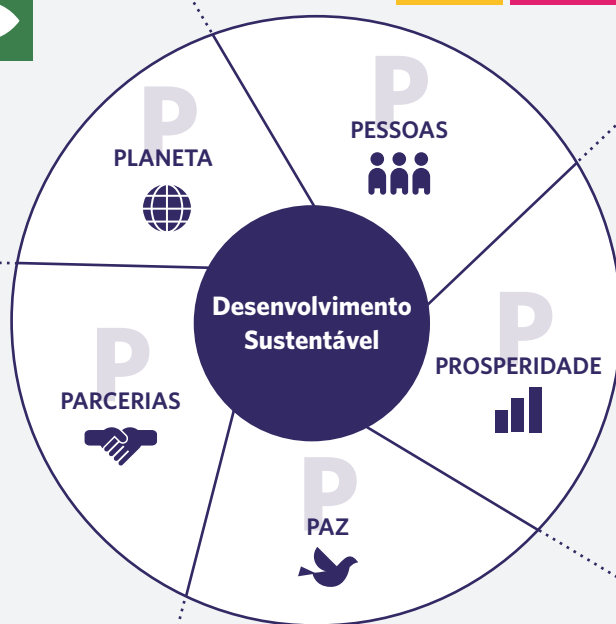 P
PESSOAS
P
PLANETA
Desenvolvimento
Sustentável
P
PROSPERIDADE
P
PARCERIAS
P
PAZ